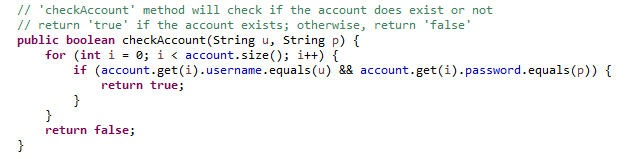 // 'checkAccount' method will check if the account does exist or not
// return 'true' if the account exists; otherwise, return 'false'
public boolean checkAccount(String u, String p) {
    for (int i = 0; i < account.size(); i++) {
        if (account.get(i).username.equals(u) && account.get(i).password.equals(p)) {
            return true;
        }
    }
    return false;
}